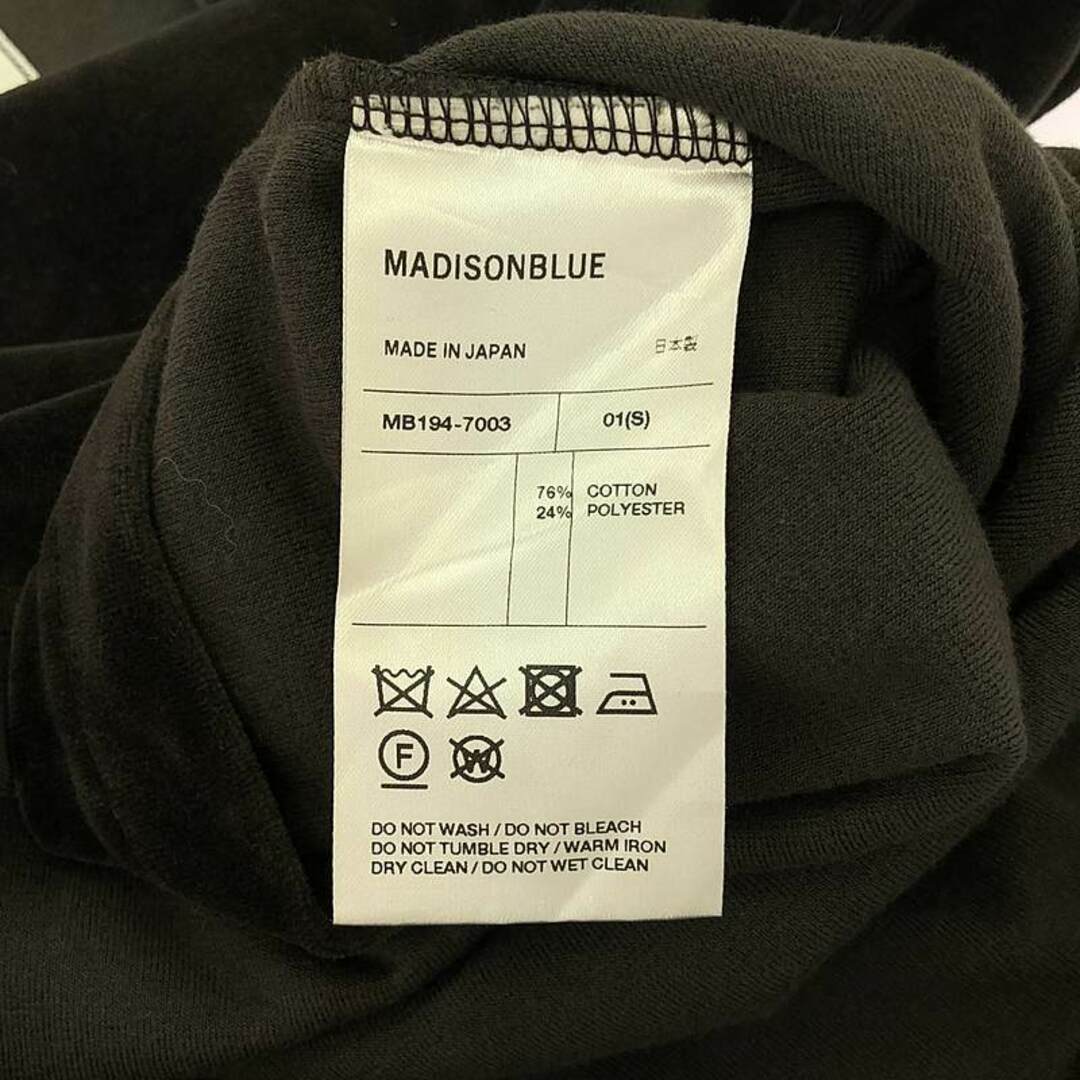 MADISONBLUE
MADE IN JAPAN 日本製
MB194-7003 01(S)
76% COTTON
24% POLYESTER
F W
DO NOT WASH / DO NOT BLEACH
DO NOT TUMBLE DRY / WARM IRON
DRY CLEAN / DO NOT WET CLEAN